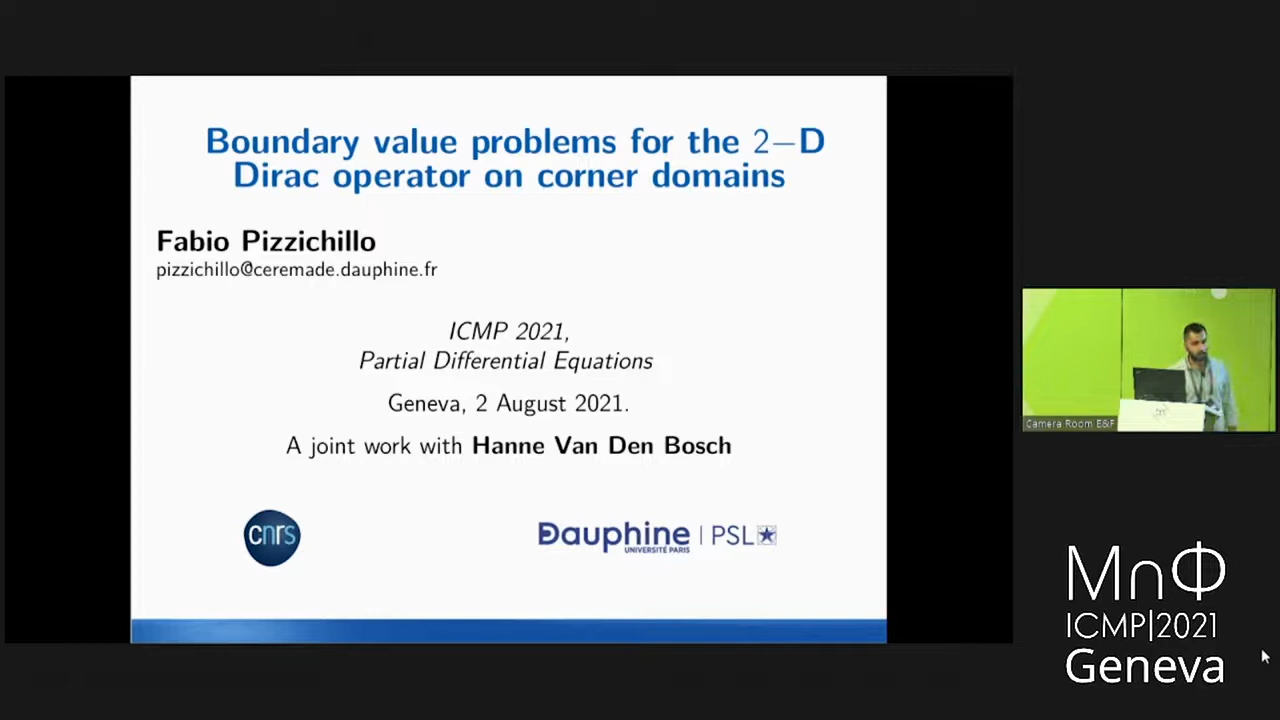 Boundary value problems for the 2−D
Dirac operator on corner domains
Fabio Pizzichillo
pizzichillo@ceremade.dauphine.fr
ICMP 2021,
Partial Differential Equations
Geneva, 2 August 2021.
A joint work with Hanne Van Den Bosch
cnrs
Dauphine | PSL
UNIVERSITÉ PARIS
Camera Room E&F
M∩Φ
ICMP|2021
Geneva